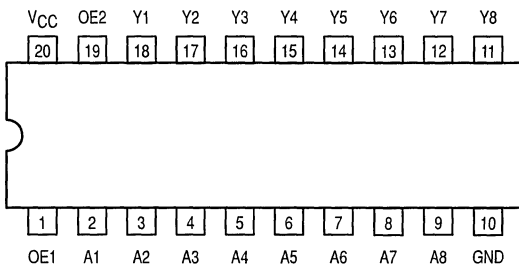 VCC OE2 Y1 Y2 Y3 Y4 Y5 Y6 Y7 Y8
20 19 18 17 16 15 14 13 12 11
1 2 3 4 5 6 7 8 9 10
OE1 A1 A2 A3 A4 A5 A6 A7 A8 GND